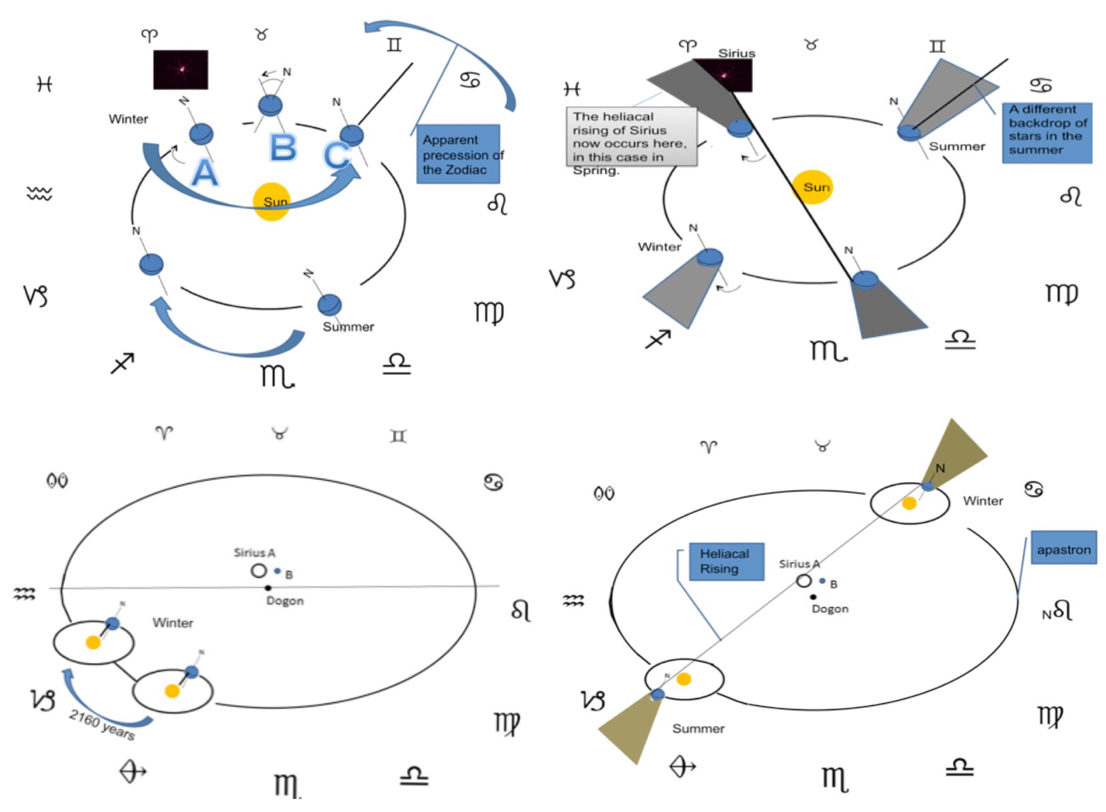 ♈ ♉ ♊
N
♓ ♋
N
N
Winter
B C
A
Apparent
precession of
the Zodiac
♒ Sun ♌
N
N
♑ ♍
Summer
♐ ♏ ♎
♈ Sirius ♉ ♊
♓ ♋
N
The heliacal
rising of Sirius
now occurs here,
in this case in
Spring.
A different
backdrop of
stars in the
summer
Summer
Sun ♌
N
Winter
N
♑ ♍
♐ ♏ ♎
♈ ♉ ♊
♋
Sirius A
B
Dogon
♒ ♌
N
Winter
N
♑ ♍
2160 years
♏ ♎
♈ ♉
N
Winter
♋
Heliacal
Rising
apastron
Sirius A
B
Dogon
♒ N♌
N
♑ ♍
Summer
♏ ♎